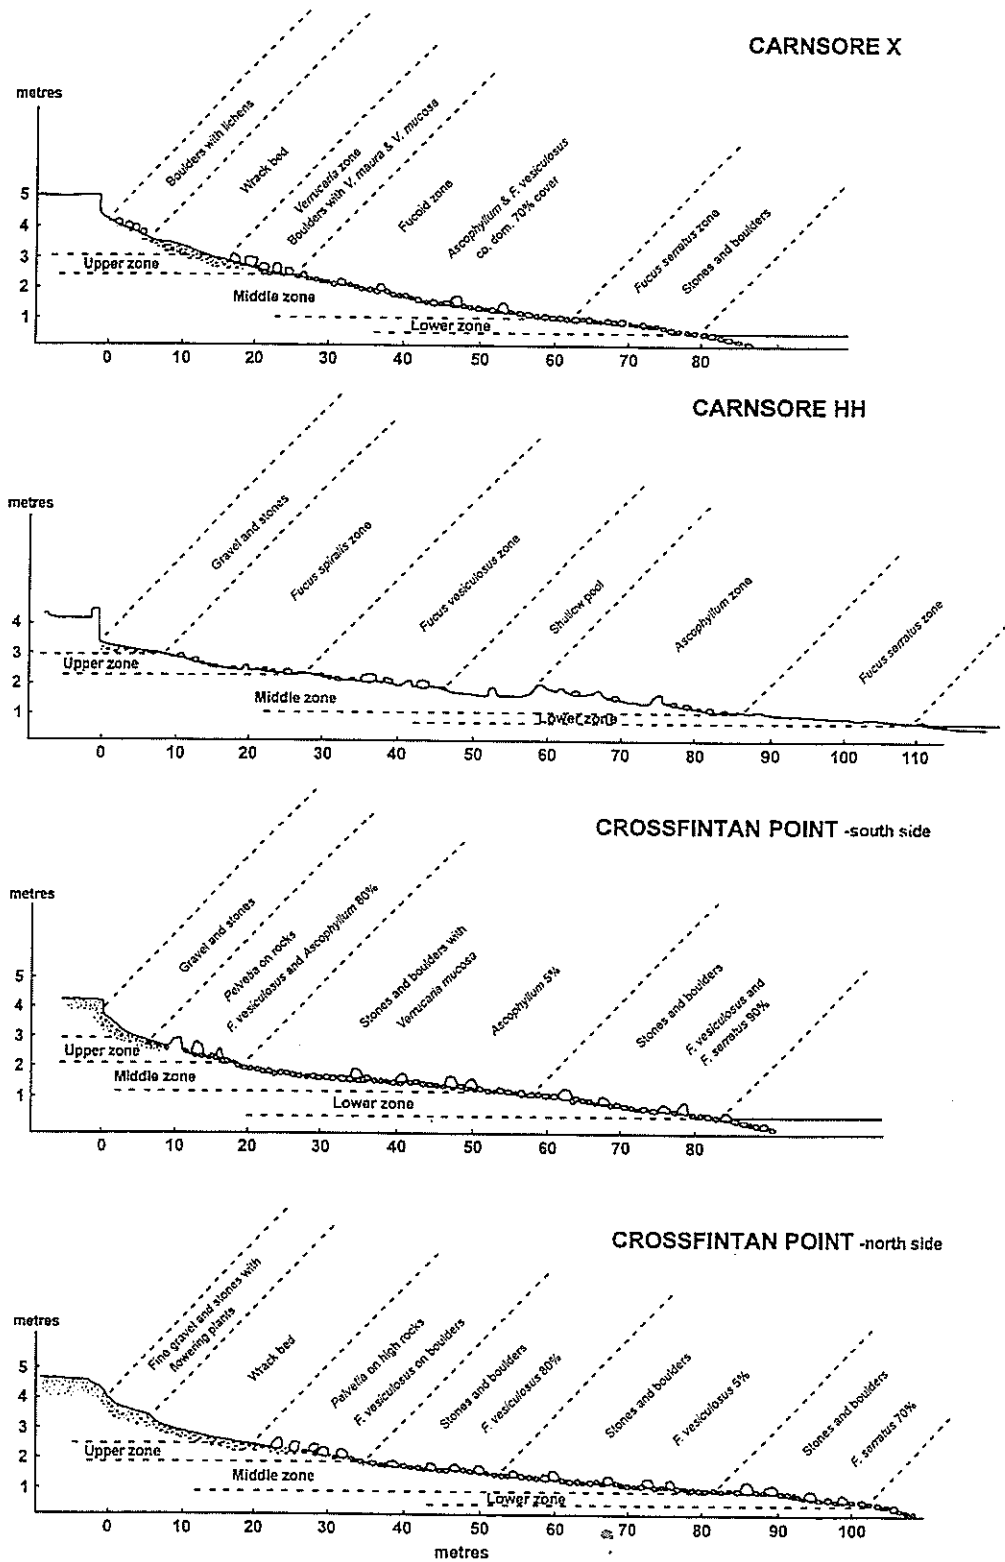 CARNSORE X
metres
Boulders with lichens
Wrack bed
Verrucaria zone
Boulders with V. maura & V. mucosa
Fucoid zone
Ascophyllum & F. vesiculosus
co. dom. 70% cover
Fucus serratus zone
Stones and boulders
5
4
3
2
1
Upper zone
Middle zone
Lower zone
0 10 20 30 40 50 60 70 80
CARNSORE HH
metres
Gravel and stones
Fucus spiralis zone
Fucus vesiculosus zone
Shallow pool
Ascophyllum zone
Fucus serratus zone
4
3
2
1
Upper zone
Middle zone
Lower zone
0 10 20 30 40 50 60 70 80 90 100 110
CROSSFINTAN POINT -south side
metres
Gravel and stones
Pelvetia on rocks
F. vesiculosus and Ascophyllum 60%
Stones and boulders with
Verrucaria mucosa
Ascophyllum 5%
Stones and boulders
F. vesiculosus and
F. serratus 90%
5
4
3
2
1
Upper zone
Middle zone
Lower zone
0 10 20 30 40 50 60 70 80
CROSSFINTAN POINT -north side
metres
Fine gravel and stones with
flowering plants
Wrack bed
Pelvetia on high rocks
F. vesiculosus on boulders
Stones and boulders
F. vesiculosus 80%
Stones and boulders
F. vesiculosus 5%
Stones and boulders
F. serratus 70%
5
4
3
2
1
Upper zone
Middle zone
Lower zone
0 10 20 30 40 50 60 70 80 90 100
metres